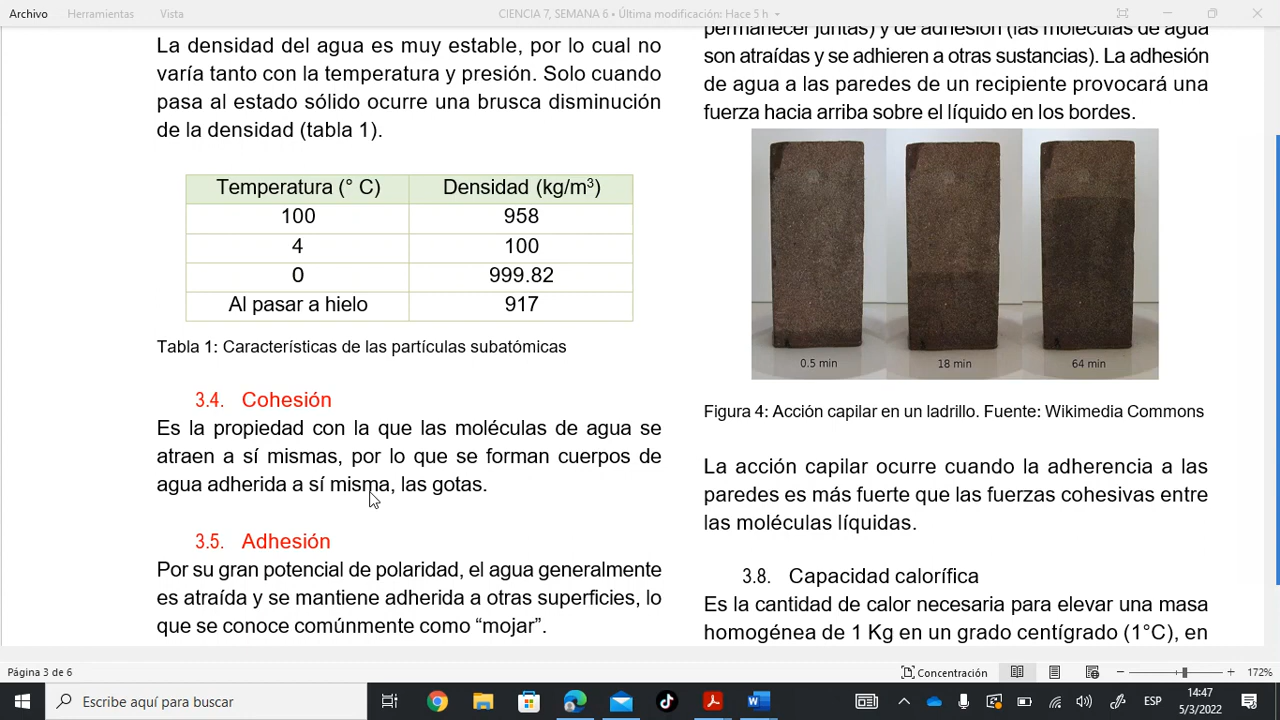 Archivo Herramientas Vista CIENCIA 7, SEMANA 6 • Última modificación: Hace 5 h
La densidad del agua es muy estable, por lo cual no
varía tanto con la temperatura y presión. Solo cuando
pasa al estado sólido ocurre una brusca disminución
de la densidad (tabla 1).
Temperatura (° C) Densidad (kg/m³)
100 958
4 100
0 999.82
Al pasar a hielo 917
Tabla 1: Características de las partículas subatómicas
3.4. Cohesión
Es la propiedad con la que las moléculas de agua se
atraen a sí mismas, por lo que se forman cuerpos de
agua adherida a sí misma, las gotas.
3.5. Adhesión
Por su gran potencial de polaridad, el agua generalmente
es atraída y se mantiene adherida a otras superficies, lo
que se conoce comúnmente como “mojar”.
permanecer juntas) y de adhesión (las moléculas de agua
son atraídas y se adhieren a otras sustancias). La adhesión
de agua a las paredes de un recipiente provocará una
fuerza hacia arriba sobre el líquido en los bordes.
0.5 min 18 min 64 min
Figura 4: Acción capilar en un ladrillo. Fuente: Wikimedia Commons
La acción capilar ocurre cuando la adherencia a las
paredes es más fuerte que las fuerzas cohesivas entre
las moléculas líquidas.
3.8. Capacidad calorífica
Es la cantidad de calor necesaria para elevar una masa
homogénea de 1 Kg en un grado centígrado (1°C), en
Página 3 de 6 Concentración 172%
Escribe aquí para buscar ESP 14:47
5/3/2022